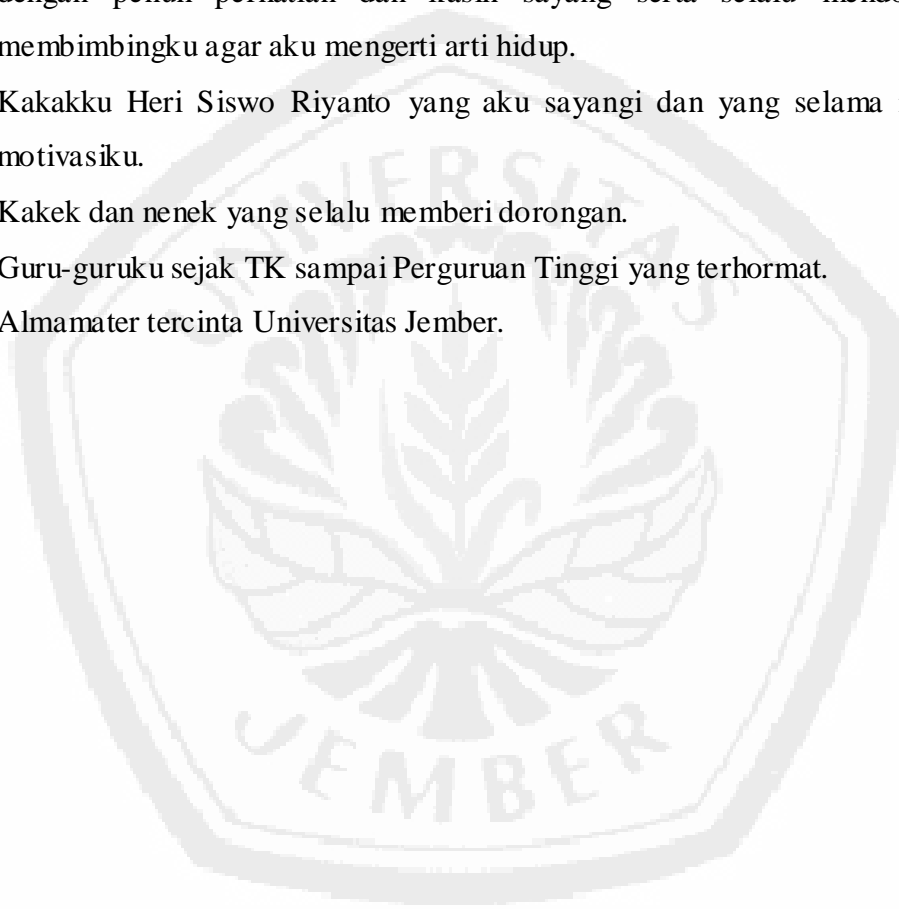 dengan penuh perhatian dan kasih sayang serta selalu
membimbingku agar aku mengerti arti hidup.
Kakakku Heri Siswo Riyanto yang aku sayangi dan yang selama
motivasiku.
Kakek dan nenek yang selalu memberi dorongan.
Guru-guruku sejak TK sampai Perguruan Tinggi yang terhormat.
Almamater tercinta Universitas Jember.
UNIVERSITAS
JEMBER